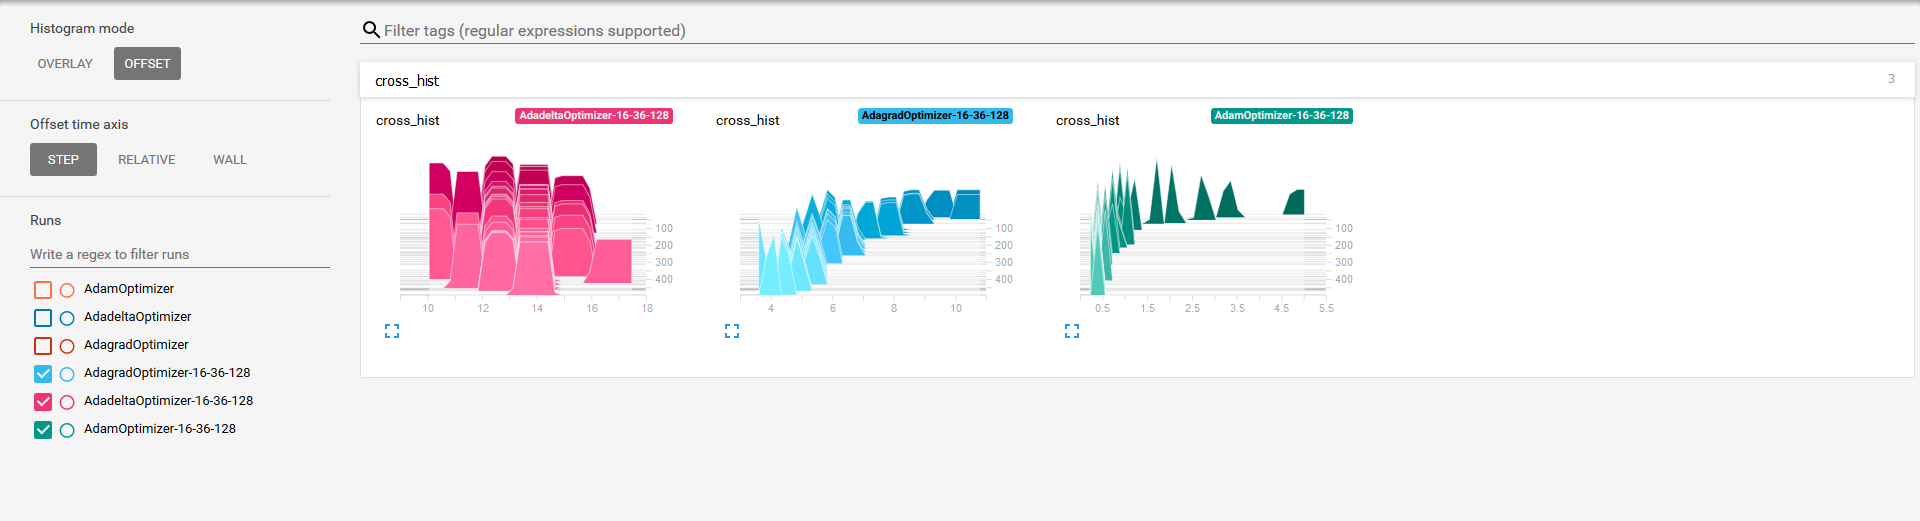 Histogram mode
OVERLAY OFFSET
Offset time axis
STEP RELATIVE WALL
Runs
Write a regex to filter runs
AdamOptimizer
AdadeltaOptimizer
AdagradOptimizer
AdagradOptimizer-16-36-128
AdadeltaOptimizer-16-36-128
AdamOptimizer-16-36-128
Filter tags (regular expressions supported)
cross_hist 3
cross_hist AdadeltaOptimizer-16-36-128
100
200
300
400
10 12 14 16 18
cross_hist AdagradOptimizer-16-36-128
100
200
300
400
4 6 8 10
cross_hist AdamOptimizer-16-36-128
100
200
300
400
0.5 1.5 2.5 3.5 4.5 5.5